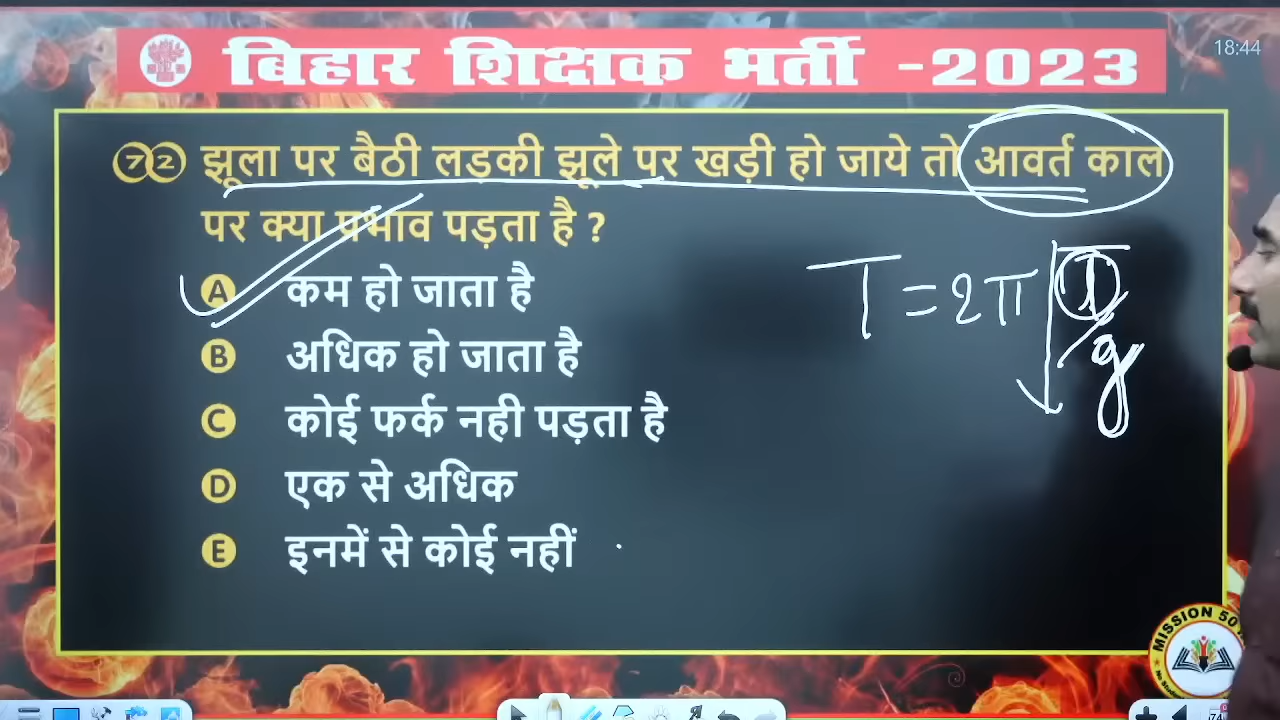 बिहार शिक्षक भर्ती -2023
18:44
72 झूला पर बैठी लड़की झूले पर खड़ी हो जाये तो आवर्त काल
पर क्या प्रभाव पड़ता है ?
A कम हो जाता है
B अधिक हो जाता है
C कोई फर्क नही पड़ता है
D एक से अधिक
E इनमें से कोई नहीं
T = 2π √l/g
MISSION 50